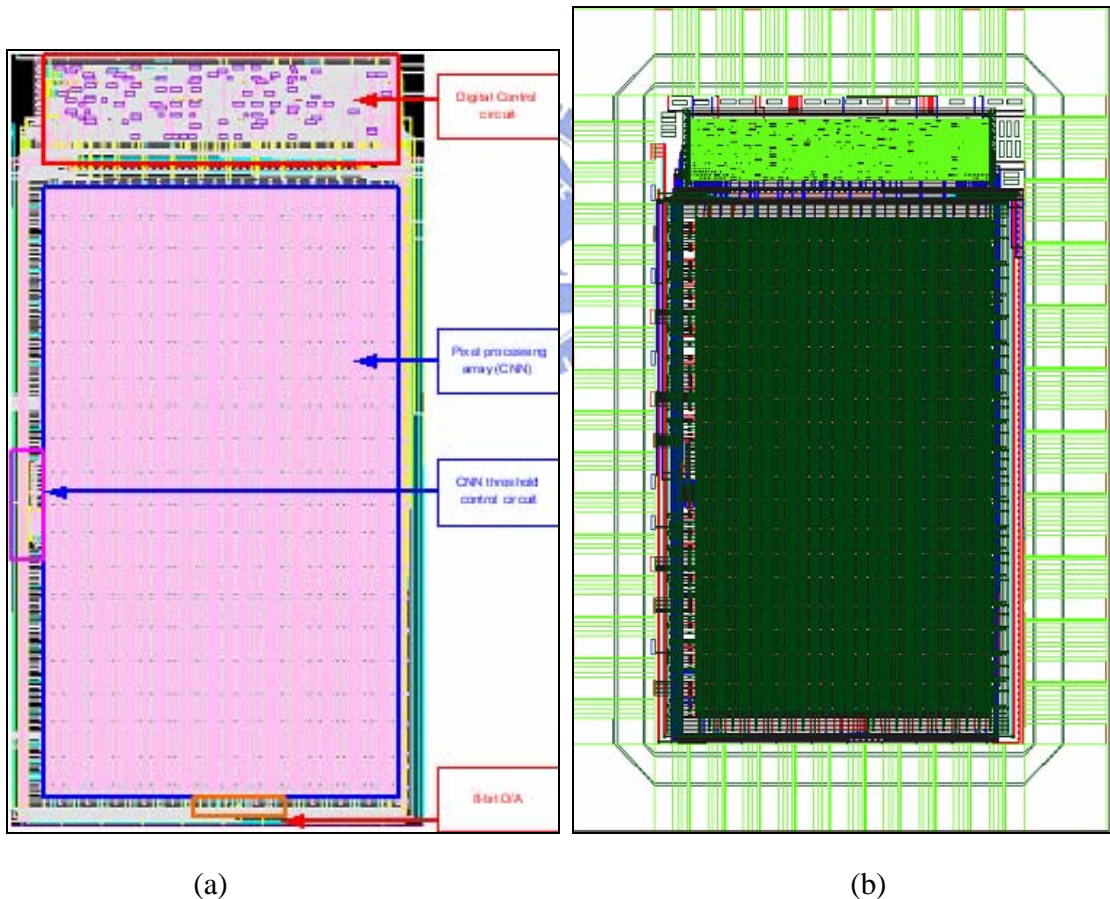 Digital Control
circuit
Pixel processing
array (CNN)
CNN threshold
control circuit
8-bit D/A
(a)
(b)